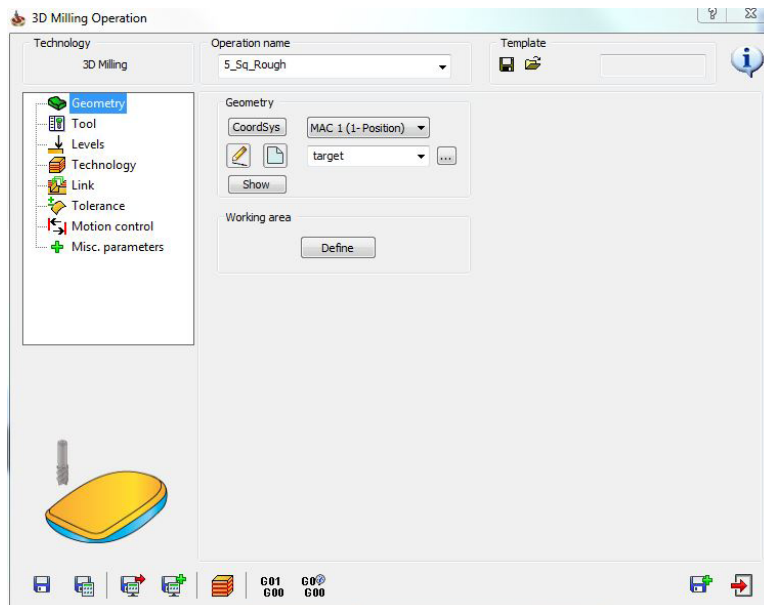 3D Milling Operation
Technology
3D Milling
Operation name
5_Sq_Rough
Template
Geometry
Tool
Levels
Technology
Link
Tolerance
Motion control
Misc. parameters
Geometry
CoordSys
MAC 1 (1- Position)
target
...
Show
Working area
Define
G01
G00
G00
G00